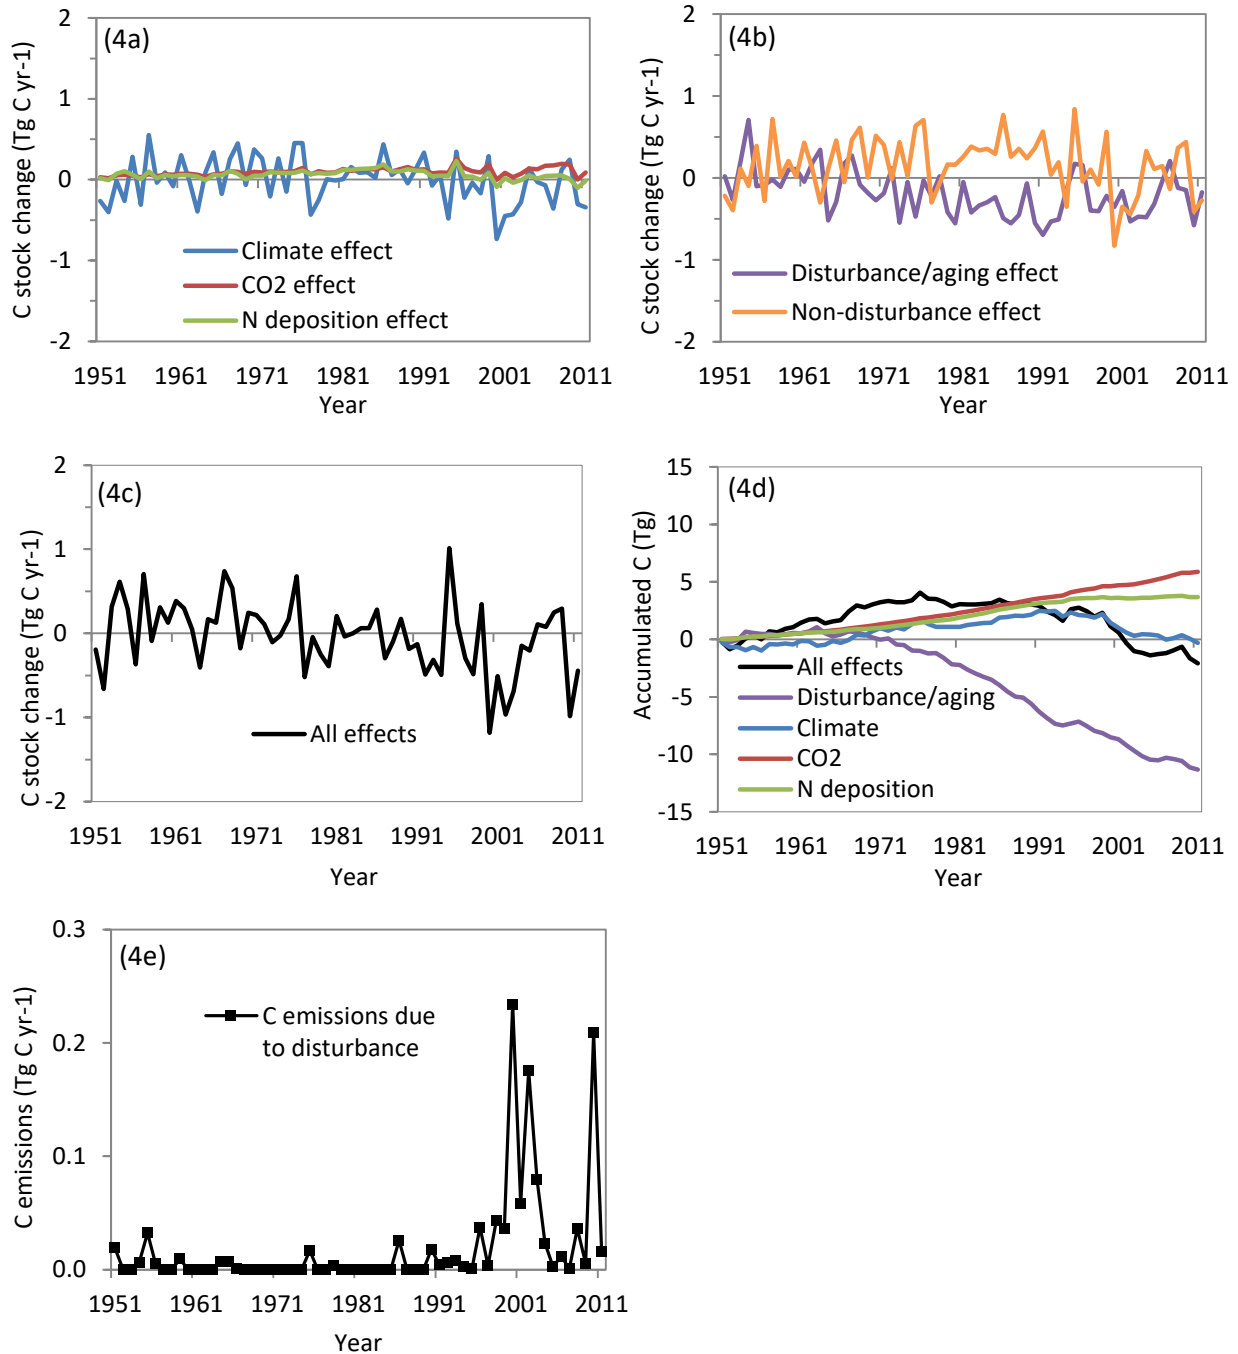 (4a)
C stock change (Tg C yr-1)
2
1
0
-1
-2
Climate effect
CO2 effect
N deposition effect
1951 1961 1971 1981 1991 2001 2011
Year
(4b)
C stock change (Tg C yr-1)
2
1
0
-1
-2
Disturbance/aging effect
Non-disturbance effect
1951 1961 1971 1981 1991 2001 2011
Year
(4c)
C stock change (Tg C yr-1)
2
1
0
-1
-2
All effects
1951 1961 1971 1981 1991 2001 2011
Year
(4d)
Accumulated C (Tg)
15
10
5
0
-5
-10
-15
All effects
Disturbance/aging
Climate
CO2
N deposition
1951 1961 1971 1981 1991 2001 2011
Year
(4e)
C emissions (Tg C yr-1)
0.3
0.2
0.1
0.0
C emissions due
to disturbance
1951 1961 1971 1981 1991 2001 2011
Year